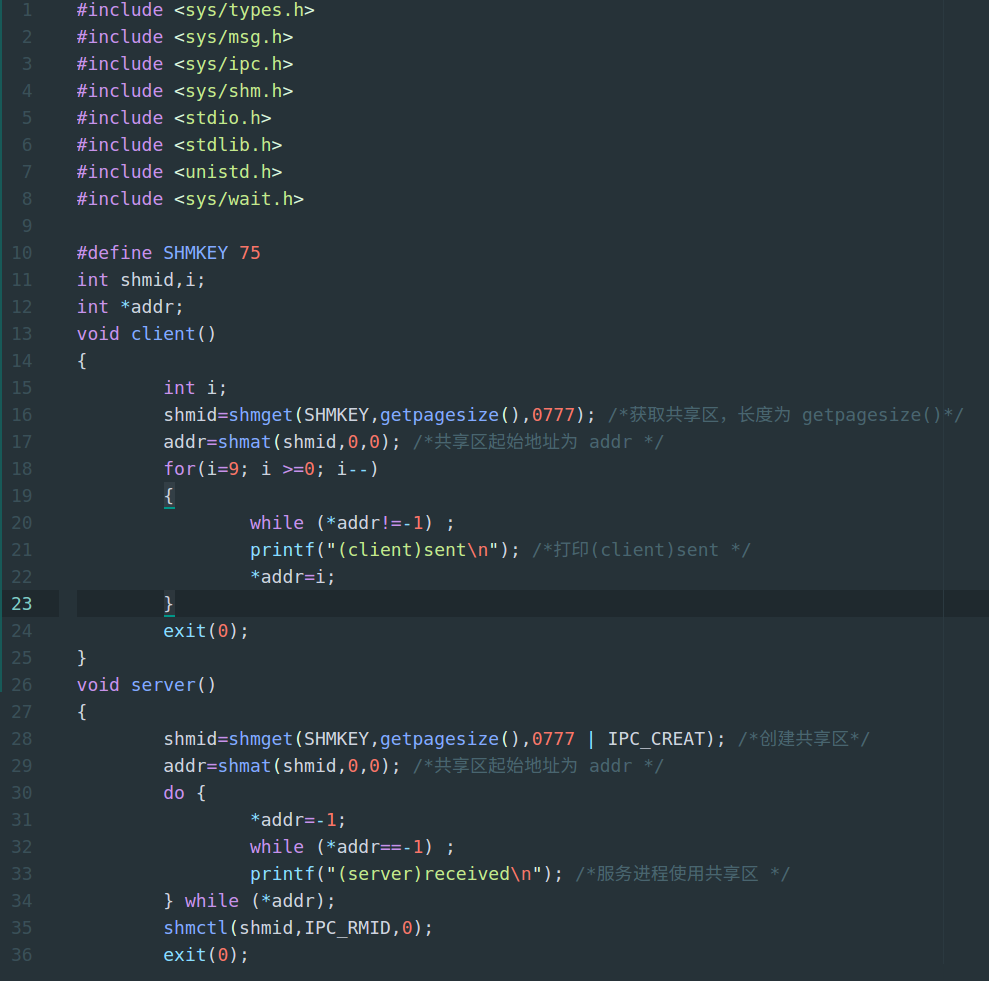 1 #include <sys/types.h>
2 #include <sys/msg.h>
3 #include <sys/ipc.h>
4 #include <sys/shm.h>
5 #include <stdio.h>
6 #include <stdlib.h>
7 #include <unistd.h>
8 #include <sys/wait.h>
9
10 #define SHMKEY 75
11 int shmid,i;
12 int *addr;
13 void client()
14 {
15         int i;
16         shmid=shmget(SHMKEY,getpagesize(),0777); /*获取共享区，长度为 getpagesize()*/
17         addr=shmat(shmid,0,0); /*共享区起始地址为 addr */
18         for(i=9; i >=0; i--)
19         {
20                 while (*addr!=-1) ;
21                 printf("(client)sent\n"); /*打印(client)sent */
22                 *addr=i;
23         }
24         exit(0);
25 }
26 void server()
27 {
28         shmid=shmget(SHMKEY,getpagesize(),0777 | IPC_CREAT); /*创建共享区*/
29         addr=shmat(shmid,0,0); /*共享区起始地址为 addr */
30         do {
31                 *addr=-1;
32                 while (*addr==-1) ;
33                 printf("(server)received\n"); /*服务进程使用共享区 */
34         } while (*addr);
35         shmctl(shmid,IPC_RMID,0);
36         exit(0);